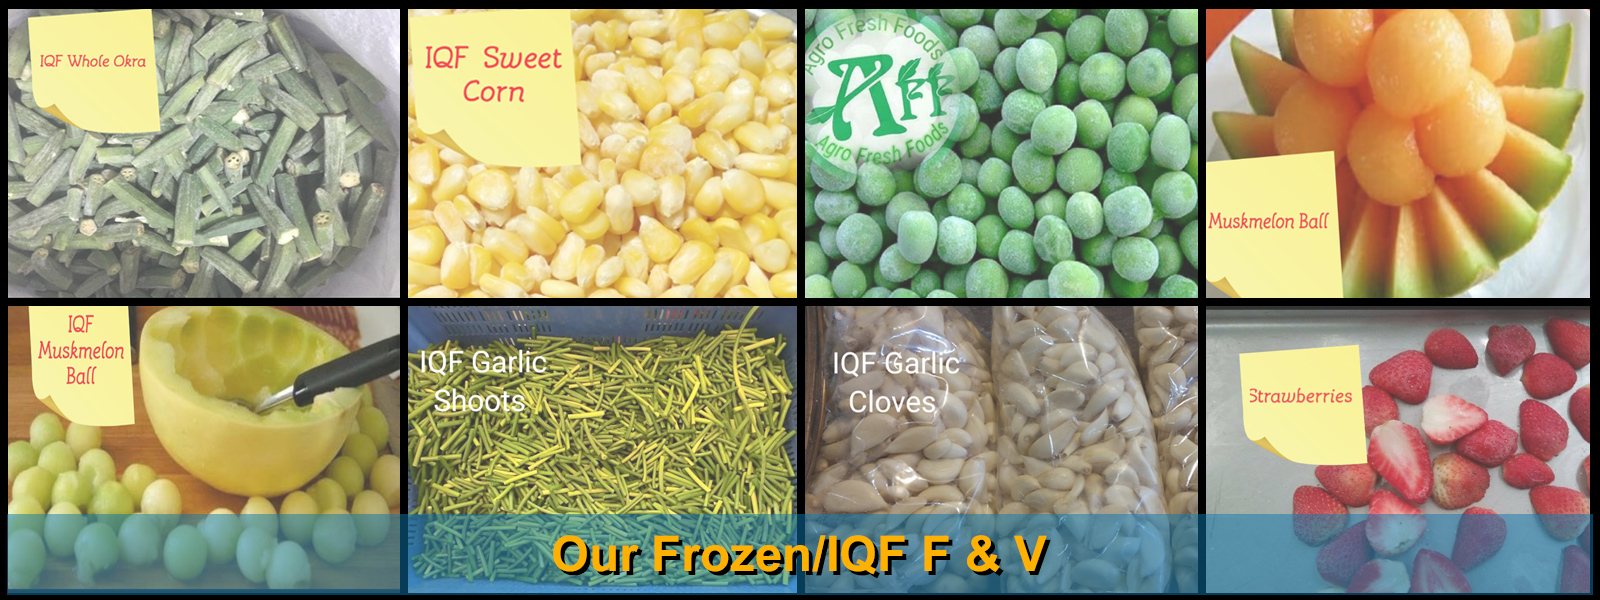 IQF Whole Okra
IQF Sweet
Corn
Agro Fresh Foods
Aff
Agro Fresh Foods
Muskmelon Ball
IQF
Muskmelon
Ball
IQF Garlic
Shoots
IQF Garlic
Cloves
Strawberries
Our Frozen/IQF F & V